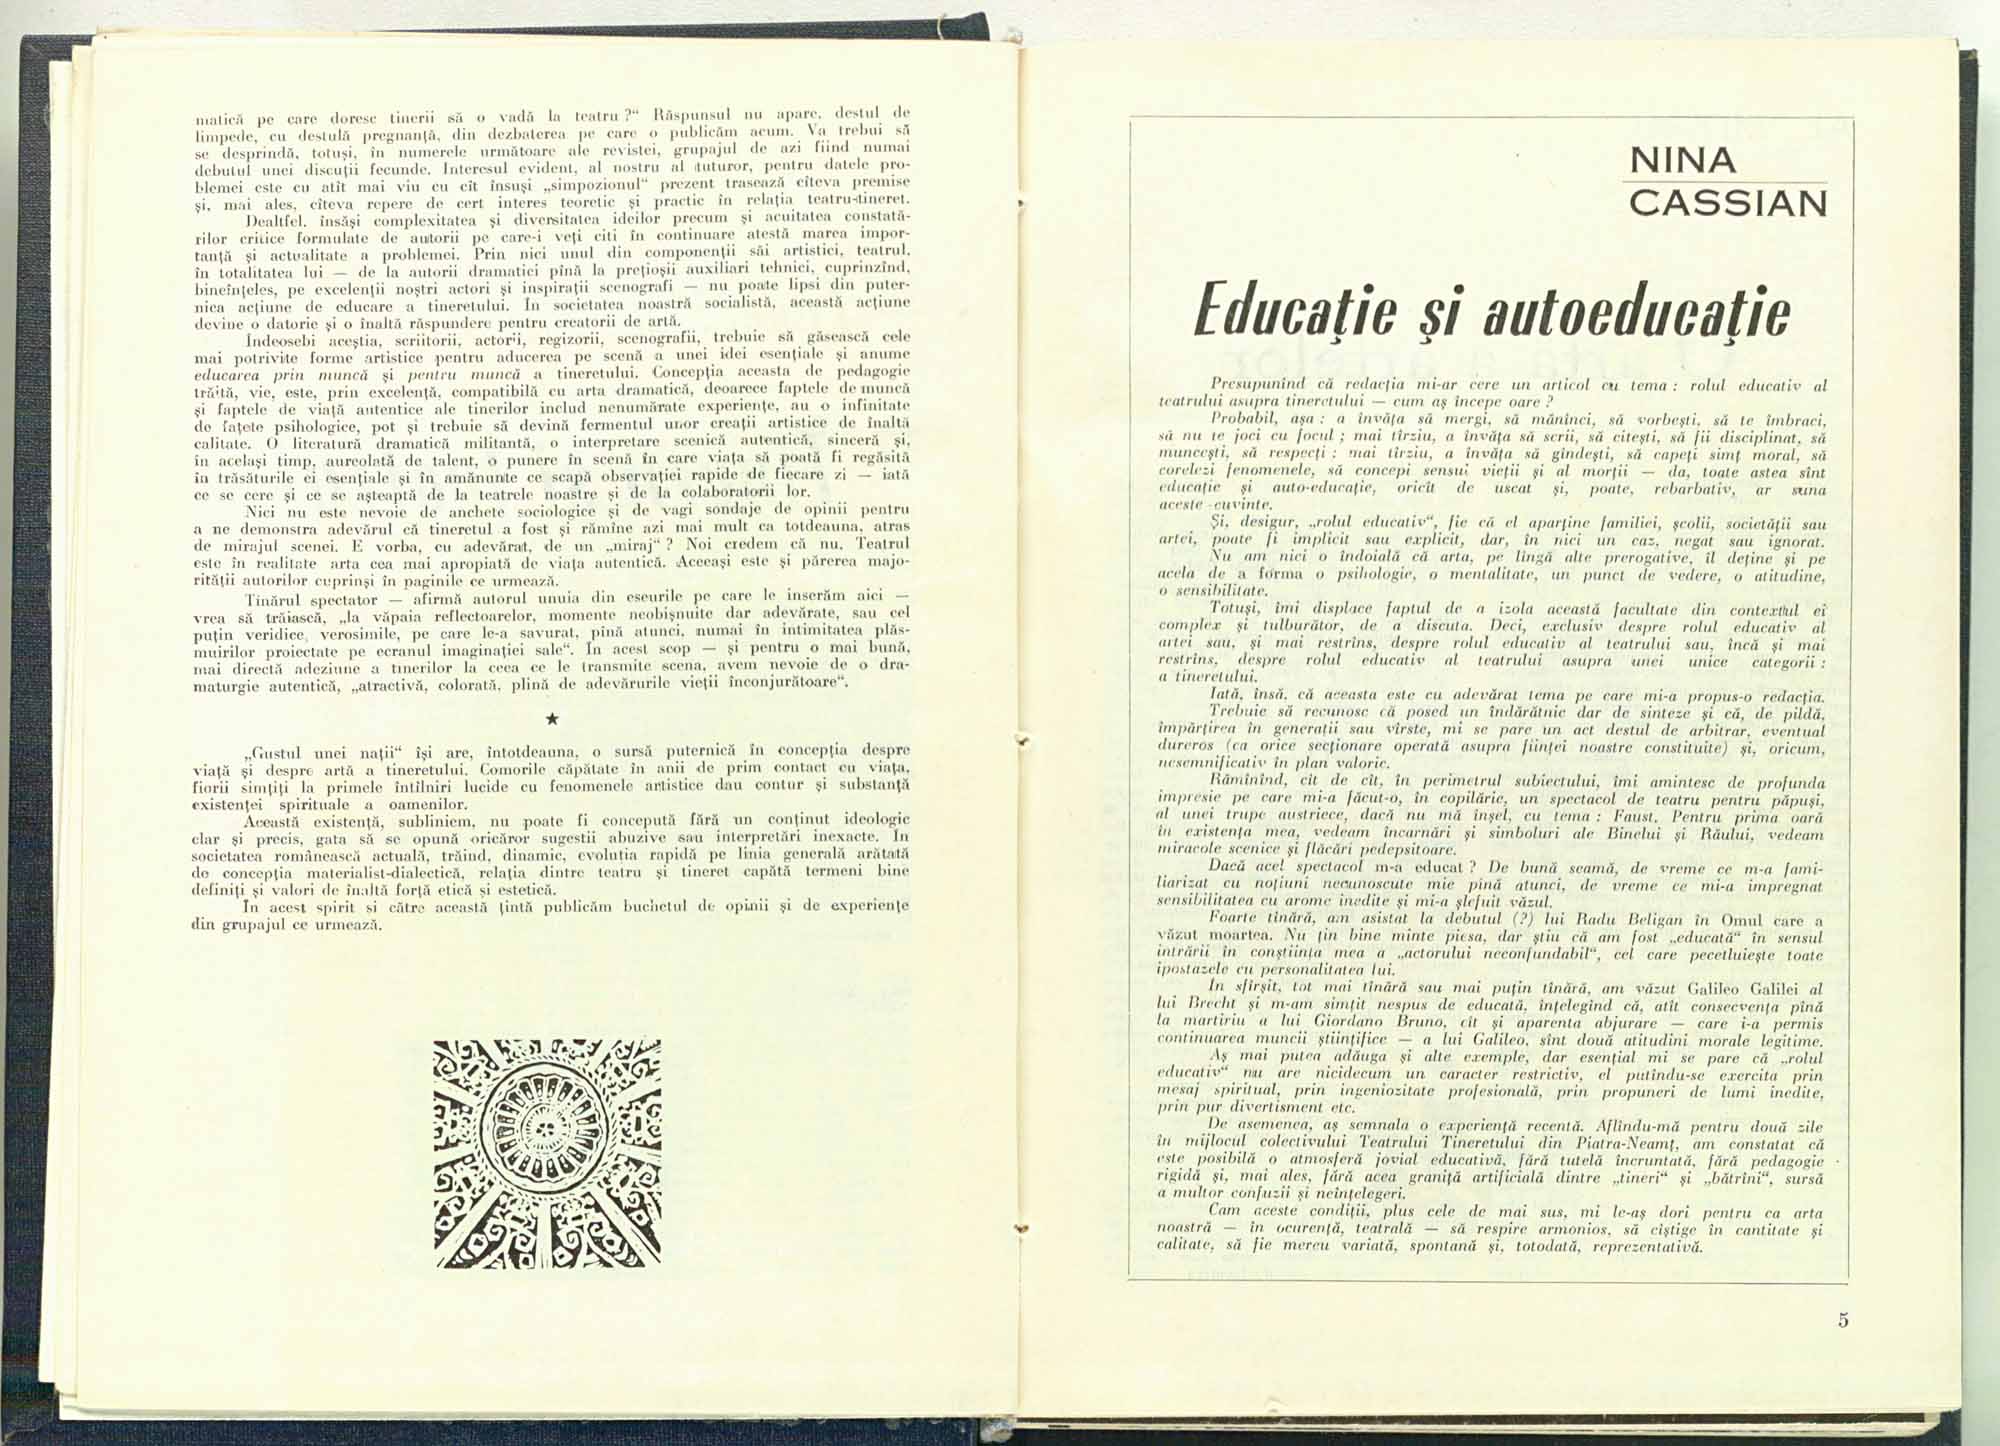 matică pe care doresc tinerii să o vadă la teatru ?“ Răspunsul nu apare, destul de
limpede, cu destulă pregnanță, din dezbaterea pe care o publicăm acum. Va trebui să
se desprindă, totuși, în numerele următoare ale revistei, grupajul de azi fiind numai
debutul unei discuții fecunde. Interesul evident, al nostru al tuturor, pentru datele pro-
blemei este cu atît mai viu cu cît însuși „simpozionul“ prezent trasează cîteva premise
și, mai ales, cîteva repere de cert interes teoretic și practic în relația teatru-tineret.
Dealtfel, însăși complexitatea și diversitatea ideilor precum și acuitatea constată-
rilor critice formulate de autorii pe care-i veți citi în continuare atestă marea impor-
tanță și actualitate a problemei. Prin nici unul din componenții săi artistici, teatrul,
în totalitatea lui — de la autorii dramatici pînă la prețioșii auxiliari tehnici, cuprinzînd,
bineînțeles, pe excelenții noștri actori și inspirații scenografi — nu poate lipsi din puter-
nica acțiune de educare a tineretului. In societatea noastră socialistă, această acțiune
devine o datorie și o înaltă răspundere pentru creatorii de artă.
Îndeosebi aceștia, scriitorii, actorii, regizorii, scenografii, trebuie să găsească cele
mai potrivite forme artistice pentru aducerea pe scenă a unei idei esențiale și anume
educarea prin muncă și pentru muncă a tineretului. Concepția aceasta de pedagogie
trăită, vie, este, prin excelență, compatibilă cu arta dramatică, deoarece faptele de muncă
și faptele de viață autentice ale tinerilor includ nenumărate experiențe, au o infinitate
de fațete psihologice, pot și trebuie să devină fermentul unor creații artistice de înaltă
calitate. O literatură dramatică militantă, o interpretare scenică autentică, sinceră și,
în același timp, aureolată de talent, o punere în scenă în care viața să poată fi regăsită
în trăsăturile ei esențiale și în amănunte ce scapă observației rapide de fiecare zi — iată
ce se cere și ce se așteaptă de la teatrele noastre și de la colaboratorii lor.
Nici nu este nevoie de anchete sociologice și de vagi sondaje de opinii pentru
a ne demonstra adevărul că tineretul a fost și rămîne azi mai mult ca totdeauna, atras
de mirajul scenei. E vorba, cu adevărat, de un „miraj“ ? Noi credem că nu. Teatrul
este în realitate arta cea mai apropiată de viața autentică. Aceeași este și părerea majo-
rității autorilor cuprinși în paginile ce urmează.
Tînărul spectator — afirmă autorul unuia din eseurile pe care le inserăm aici —
vrea să trăiască, „la văpaia reflectoarelor, momente neobișnuite dar adevărate, sau cel
puțin veridice, verosimile, pe care le-a savurat, pînă atunci, numai în intimitatea plăs-
muirilor proiectate pe ecranul imaginației sale“. In acest scop — și pentru o mai bună,
mai directă adeziune a tinerilor la ceea ce le transmite scena, avem nevoie de o dra-
maturgie autentică, „atractivă, colorată, plină de adevărurile vieții înconjurătoare“.
★
„Gustul unei nații“ își are, întotdeauna, o sursă puternică în concepția despre
viață și despre artă a tineretului. Comorile căpătate în anii de prim contact cu viața,
fiorii simțiți la primele întîlniri lucide cu fenomenele artistice dau contur și substanță
existenței spirituale a oamenilor.
Această existență, subliniem, nu poate fi concepută fără un conținut ideologic
clar și precis, gata să se opună oricăror sugestii abuzive sau interpretări inexacte. In
societatea românească actuală, trăind, dinamic, evoluția rapidă pe linia generală arătată
de concepția materialist-dialectică, relația dintre teatru și tineret capătă termeni bine
definiți și valori de înaltă forță etică și estetică.
In acest spirit și către această țintă publicăm buchetul de opinii și de experiențe
din grupajul ce urmează.
NINA
CASSIAN
Educație și autoeducație
Presupunînd că redacția mi-ar cere un articol cu tema : rolul educativ al
teatrului asupra tineretului — cum aș începe oare ?
Probabil, așa : a învăța să mergi, să mănînci, să vorbești, să te îmbraci,
să nu te joci cu focul ; mai tîrziu, a învăța să scrii, să citești, să fii disciplinat, să
muncești, să respecți ; mai tîrziu, a învăța să gîndești, să capeți simț moral, să
corelezi fenomenele, să concepi sensul vieții și al morții — da, toate astea sînt
educație și auto-educație, oricît de uscat și, poate, rebarbativ, ar suna
aceste cuvinte.
Și, desigur, „rolul educativ“, fie că el aparține familiei, școlii, societății sau
artei, poate fi implicit sau explicit, dar, în nici un caz, negat sau ignorat.
Nu am nici o îndoială că arta, pe lîngă alte prerogative, îl deține și pe
acela de a forma o psihologie, o mentalitate, un punct de vedere, o atitudine,
o sensibilitate.
Totuși, îmi displace faptul de a izola această facultate din contextul ei
complex și tulburător, de a discuta. Deci, exclusiv despre rolul educativ al
artei sau, și mai restrîns, despre rolul educativ al teatrului sau, încă și mai
restrîns, despre rolul educativ al teatrului asupra unei unice categorii :
a tineretului.
Iată, însă, că aceasta este cu adevărat tema pe care mi-a propus-o redacția.
Trebuie să recunosc că posed un îndărătnic dar de sinteze și că, de pildă,
împărțirea în generații sau vîrste, mi se pare un act destul de arbitrar, eventual
dureros (ca orice secționare operată asupra ființei noastre constituite) și, oricum,
nesemnificativ în plan valoric.
Rămînînd, cît de cît, în perimetrul subiectului, îmi amintesc de profunda
impresie pe care mi-a făcut-o, în copilărie, un spectacol de teatru pentru păpuși,
al unei trupe austriece, dacă nu mă înșel, cu tema : Faust. Pentru prima oară
în existența mea, vedeam încarnări și simboluri ale Binelui și Răului, vedeam
miracole scenice și flăcări pedepsitoare.
Dacă acel spectacol m-a educat ? De bună seamă, de vreme ce m-a fami-
liarizat cu noțiuni necunoscute mie pînă atunci, de vreme ce mi-a impregnat
sensibilitatea cu arome inedite și mi-a șlefuit văzul.
Foarte tînără, am asistat la debutul (?) lui Radu Beligan în Omul care a
văzut moartea. Nu țin bine minte piesa, dar știu că am fost „educată“ în sensul
intrării în conștiința mea a „actorului neconfundabil“, cel care pecetluiește toate
ipostazele cu personalitatea lui.
In sfîrșit, tot mai tînără sau mai puțin tînără, am văzut Galileo Galilei al
lui Brecht și m-am simțit nespus de educată, înțelegînd că, atît consecvența pînă
la martiriu a lui Giordano Bruno, cît și aparenta abjurare — care i-a permis
continuarea muncii științifice — a lui Galileo, sînt două atitudini morale legitime.
Aș mai putea adăuga și alte exemple, dar esențial mi se pare că „rolul
educativ“ nu are nicidecum un caracter restrictiv, el putîndu-se exercita prin
mesaj spiritual, prin ingeniozitate profesională, prin propuneri de lumi inedite,
prin pur divertisment etc.
De asemenea, aș semnala o experiență recentă. Aflîndu-mă pentru două zile
în mijlocul colectivului Teatrului Tineretului din Piatra-Neamț, am constatat că
este posibilă o atmosferă jovial educativă, fără tutelă încruntată, fără pedagogie
rigidă și, mai ales, fără acea graniță artificială dintre „tineri“ și „bătrîni“, sursă
a multor confuzii și neînțelegeri.
Cam aceste condiții, plus cele de mai sus, mi le-aș dori pentru ca arta
noastră — în ocurență, teatrală — să respire armonios, să cîștige în cantitate și
calitate, să fie mereu variată, spontană și, totodată, reprezentativă.
5